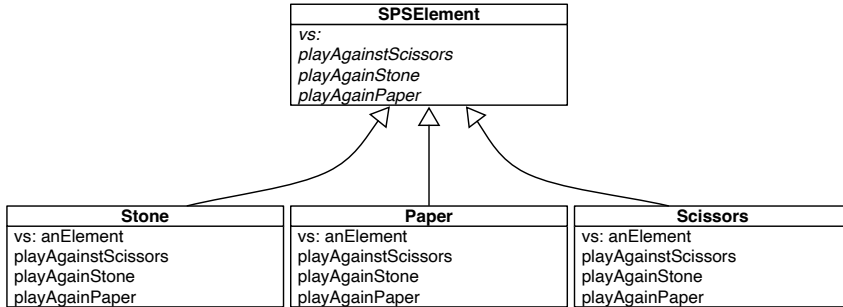 SPSElement
vs:
playAgainstScissors
playAgainStone
playAgainPaper
Stone
vs: anElement
playAgainstScissors
playAgainStone
playAgainPaper
Paper
vs: anElement
playAgainstScissors
playAgainStone
playAgainPaper
Scissors
vs: anElement
playAgainstScissors
playAgainStone
playAgainPaper